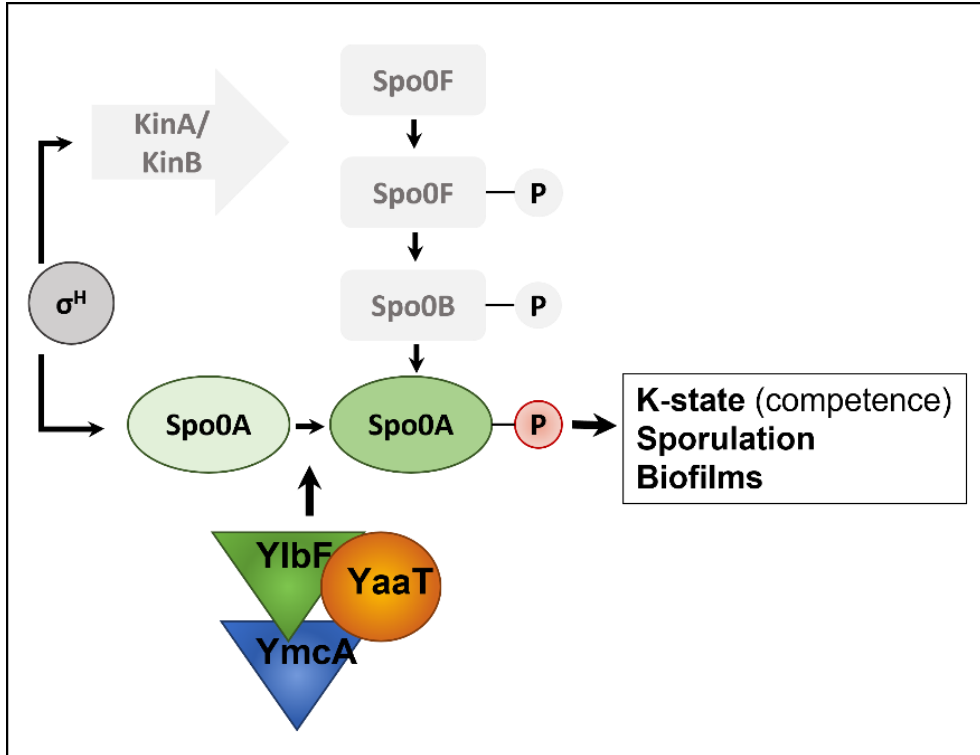 Spo0F
KinA/
KinB
Spo0F
P
Spo0B
P
σᴴ
Spo0A
Spo0A
P
K-state (competence)
Sporulation
Biofilms
YlbF
YaaT
YmcA